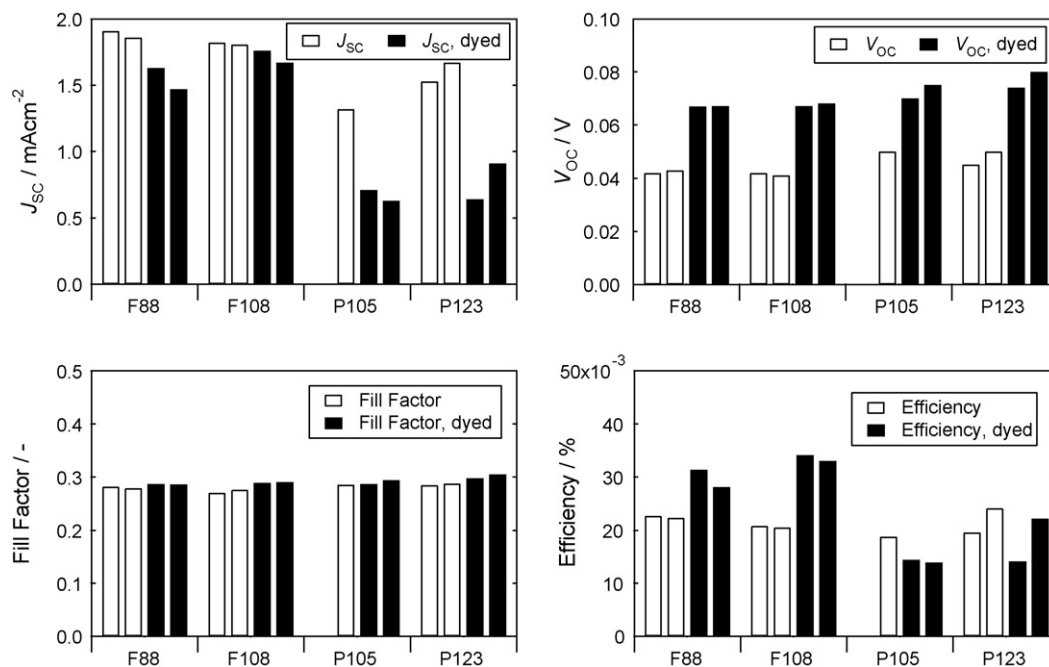 2.0
1.5
1.0
0.5
0.0
J_SC / mAcm⁻²
J_SC J_SC, dyed
F88 F108 P105 P123
0.10
0.08
0.06
0.04
0.02
0.00
V_OC / V
V_OC V_OC, dyed
F88 F108 P105 P123
0.5
0.4
0.3
0.2
0.1
0.0
Fill Factor / -
Fill Factor
Fill Factor, dyed
F88 F108 P105 P123
50x10⁻³
40
30
20
10
0
Efficiency / %
Efficiency
Efficiency, dyed
F88 F108 P105 P123